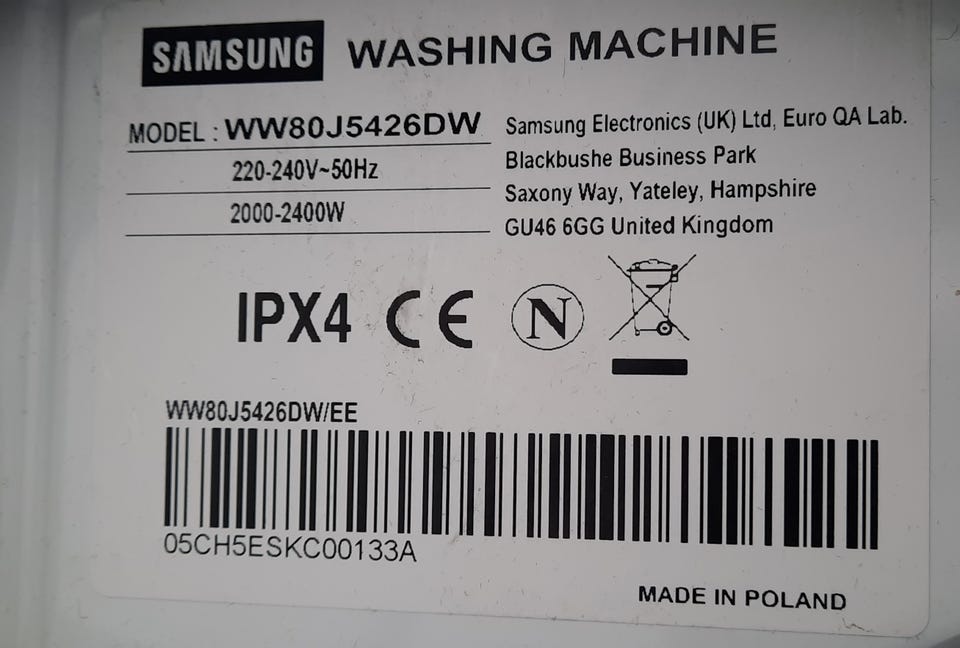 SAMSUNG WASHING MACHINE
MODEL : WW80J5426DW
220-240V~50Hz
2000-2400W
Samsung Electronics (UK) Ltd, Euro QA Lab.
Blackbushe Business Park
Saxony Way, Yateley, Hampshire
GU46 6GG United Kingdom
IPX4 CE N
WW80J5426DW/EE
05CH5ESKC00133A
MADE IN POLAND